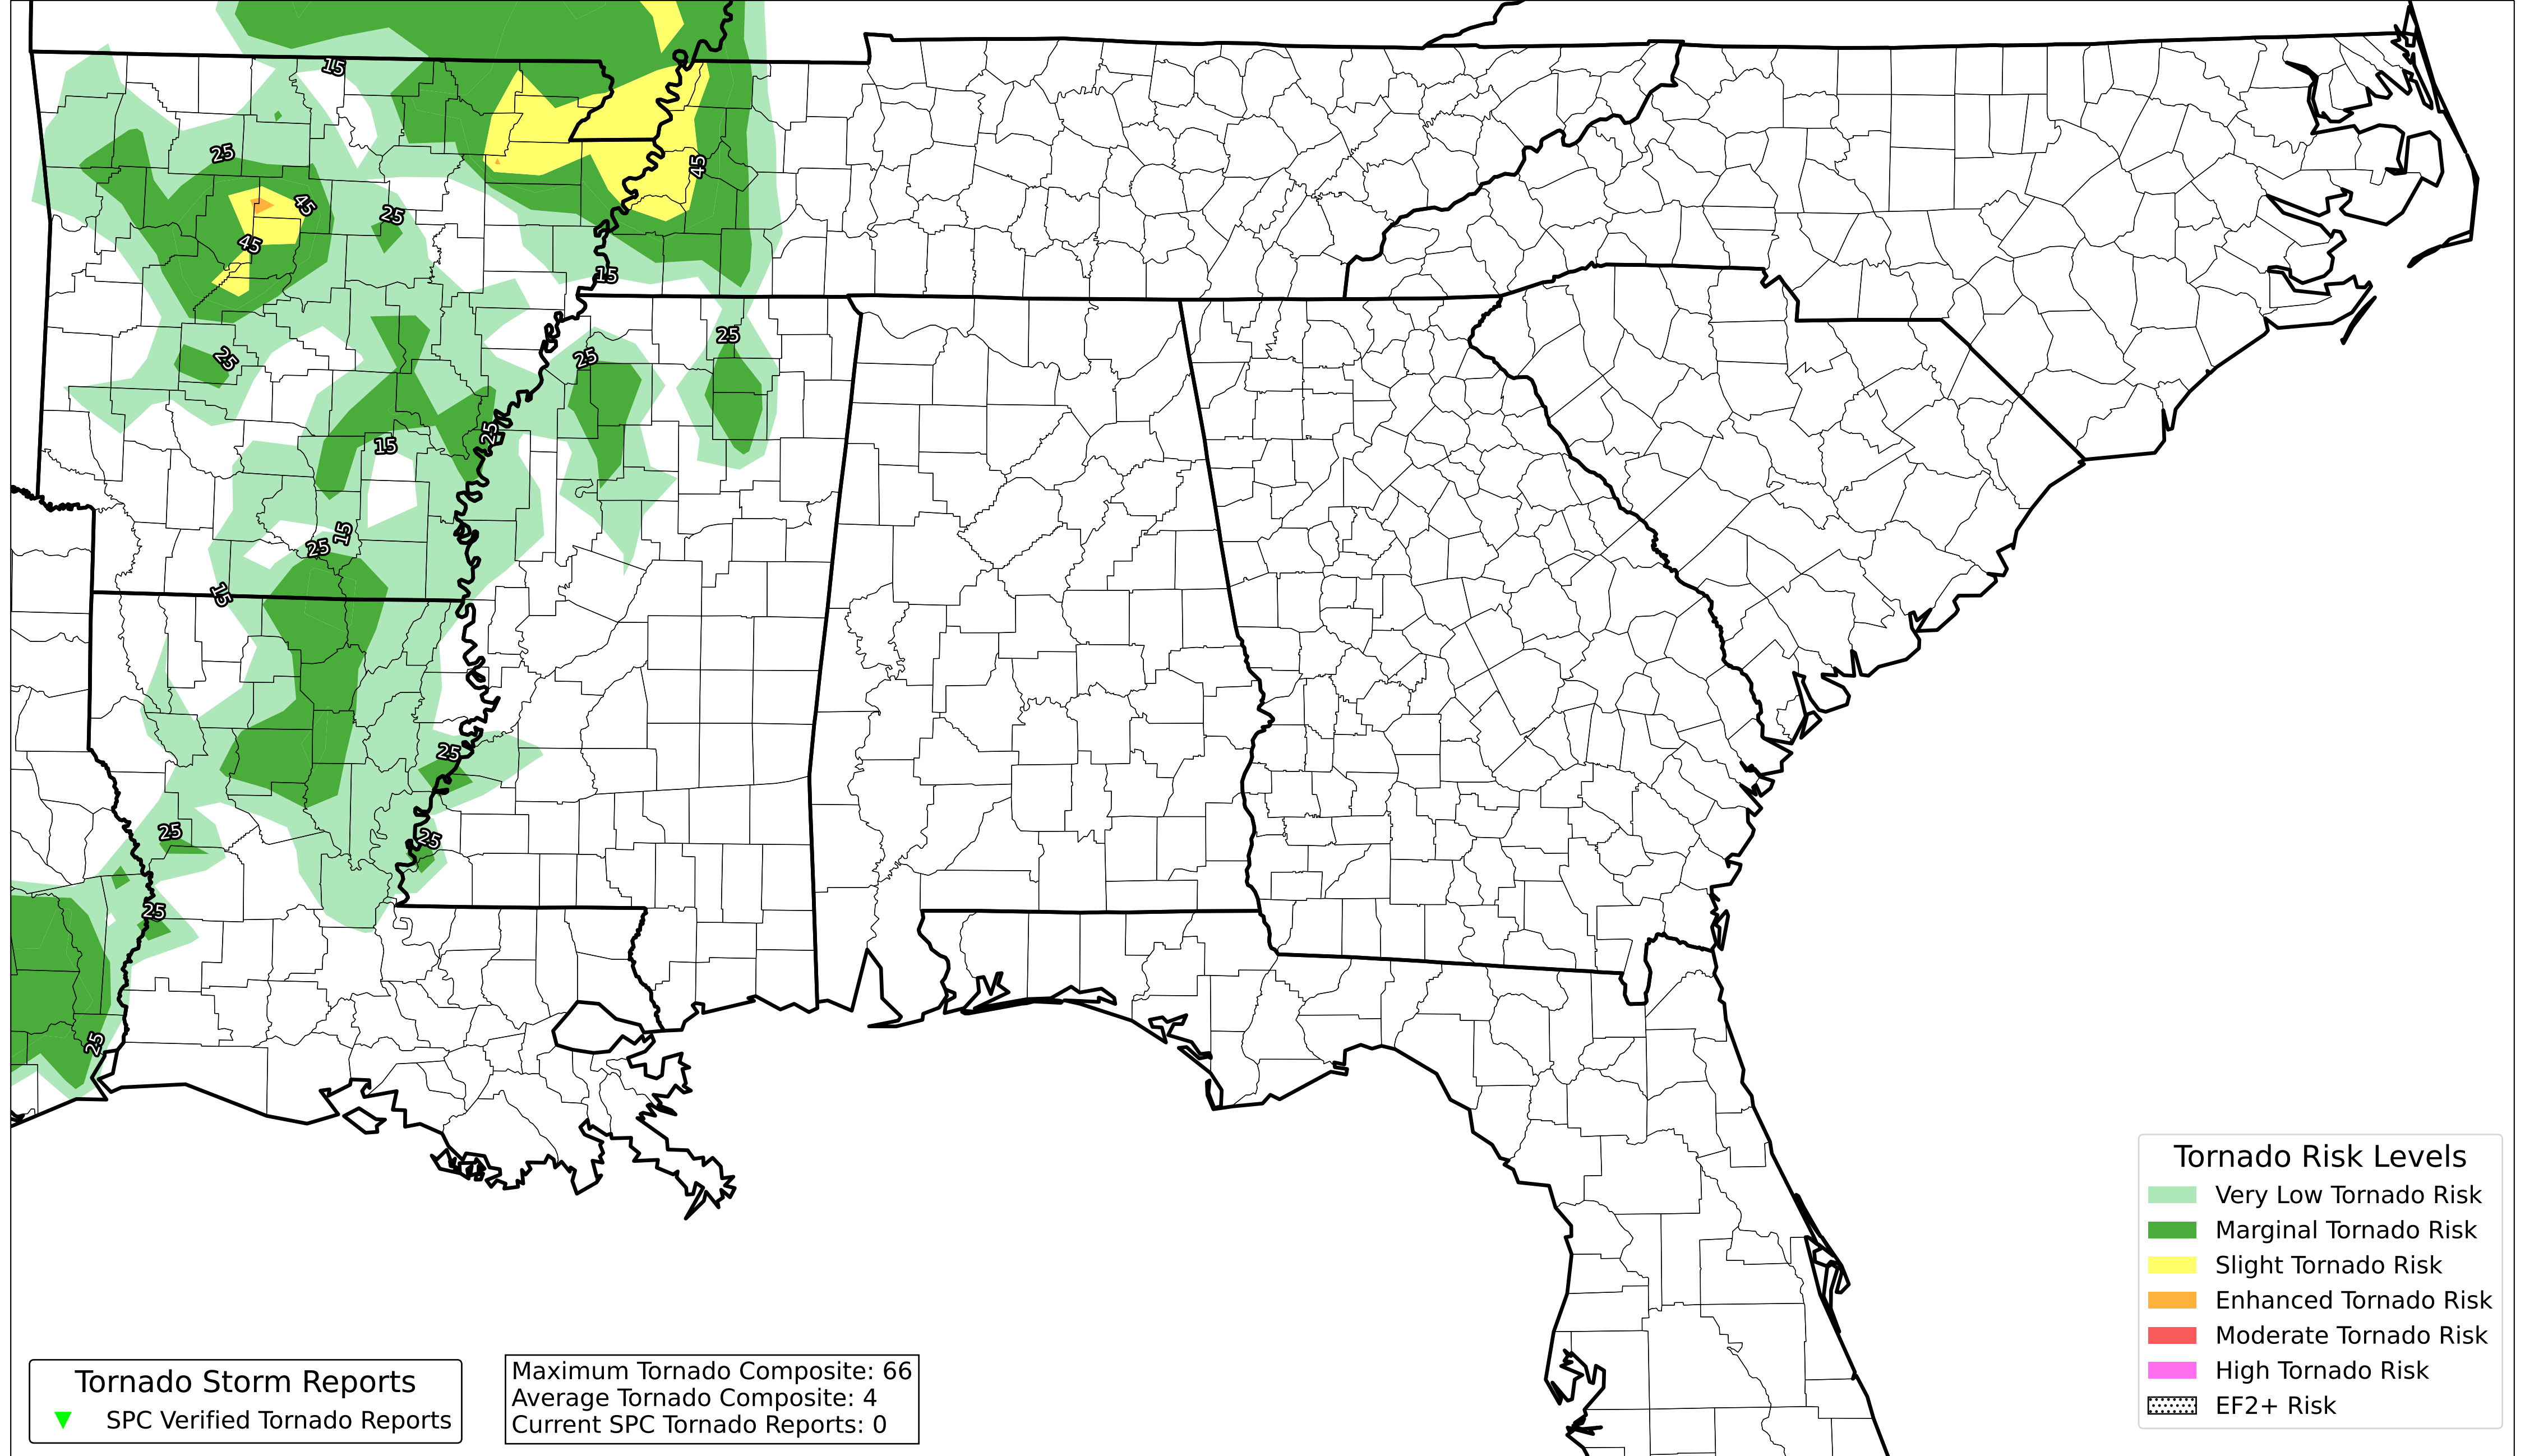 15
25
45
45
25
45
15
25
25
25
25
15
25
15
25
15
25
25
25
25
25
Tornado Risk Levels
Very Low Tornado Risk
Marginal Tornado Risk
Slight Tornado Risk
Enhanced Tornado Risk
Moderate Tornado Risk
High Tornado Risk
EF2+ Risk
Tornado Storm Reports
SPC Verified Tornado Reports
Maximum Tornado Composite: 66
Average Tornado Composite: 4
Current SPC Tornado Reports: 0